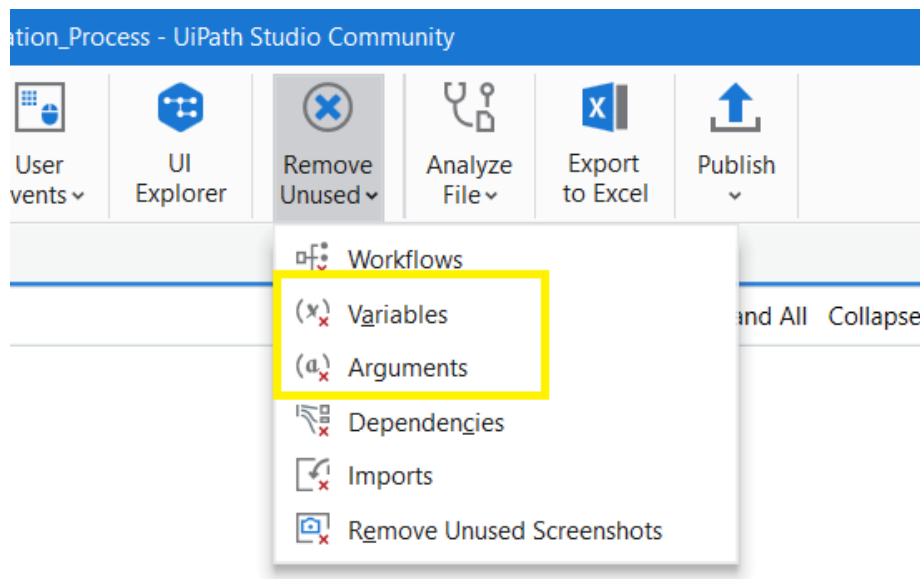 ation_Process - UiPath Studio Community
User
vents
UI
Explorer
Remove
Unused
Analyze
File
Export
to Excel
Publish
Workflows
Variables
Arguments
Dependencies
Imports
Remove Unused Screenshots
and All Collapse